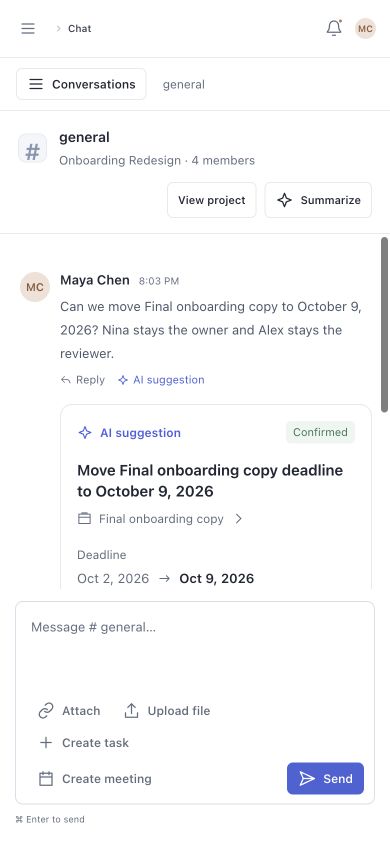 Chat
MC
Conversations
general
#
general
Onboarding Redesign · 4 members
View project
Summarize
MC
Maya Chen 8:03 PM
Can we move Final onboarding copy to October 9,
2026? Nina stays the owner and Alex stays the
reviewer.
Reply AI suggestion
AI suggestion
Confirmed
Move Final onboarding copy deadline
to October 9, 2026
Final onboarding copy
Deadline
Oct 2, 2026 → Oct 9, 2026
Message # general...
Attach Upload file
Create task
Create meeting
Send
⌘ Enter to send